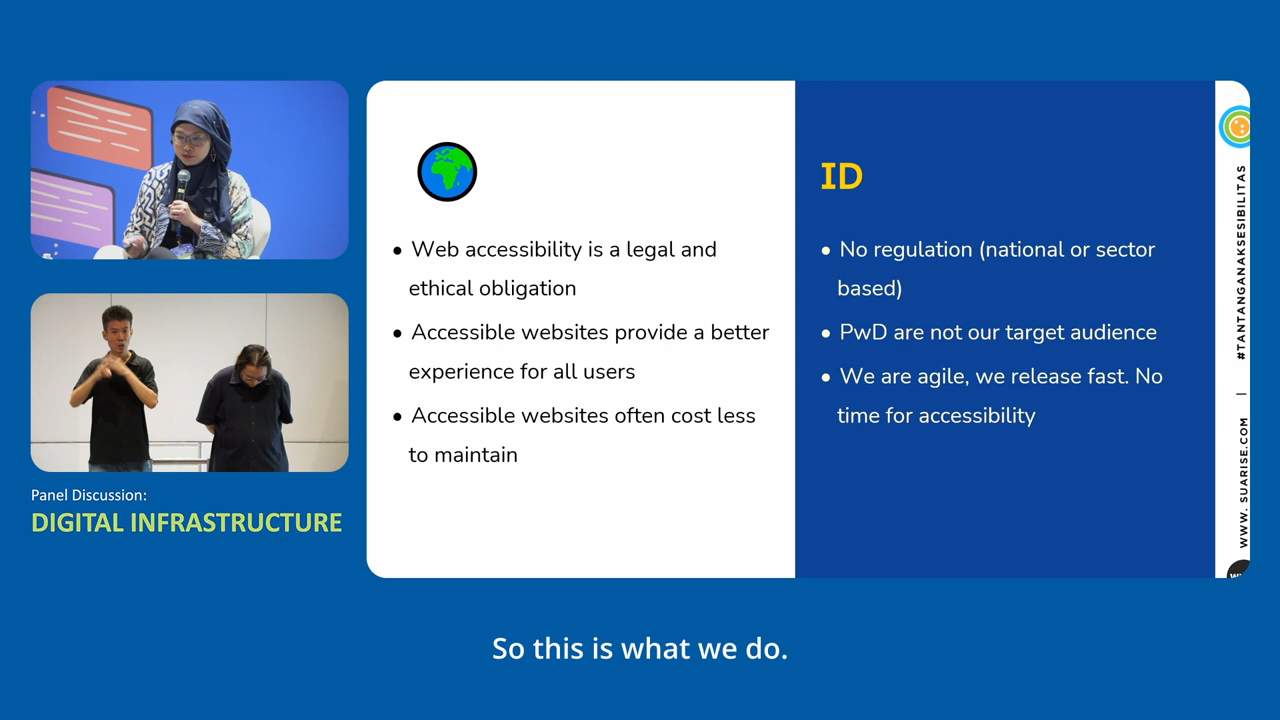 Panel Discussion:
DIGITAL INFRASTRUCTURE
• Web accessibility is a legal and
ethical obligation
• Accessible websites provide a better
experience for all users
• Accessible websites often cost less
to maintain
ID
• No regulation (national or sector
based)
• PwD are not our target audience
• We are agile, we release fast. No
time for accessibility
WWW. SUARISE.COM | #TANTANGANAKSESIBILITAS
So this is what we do.